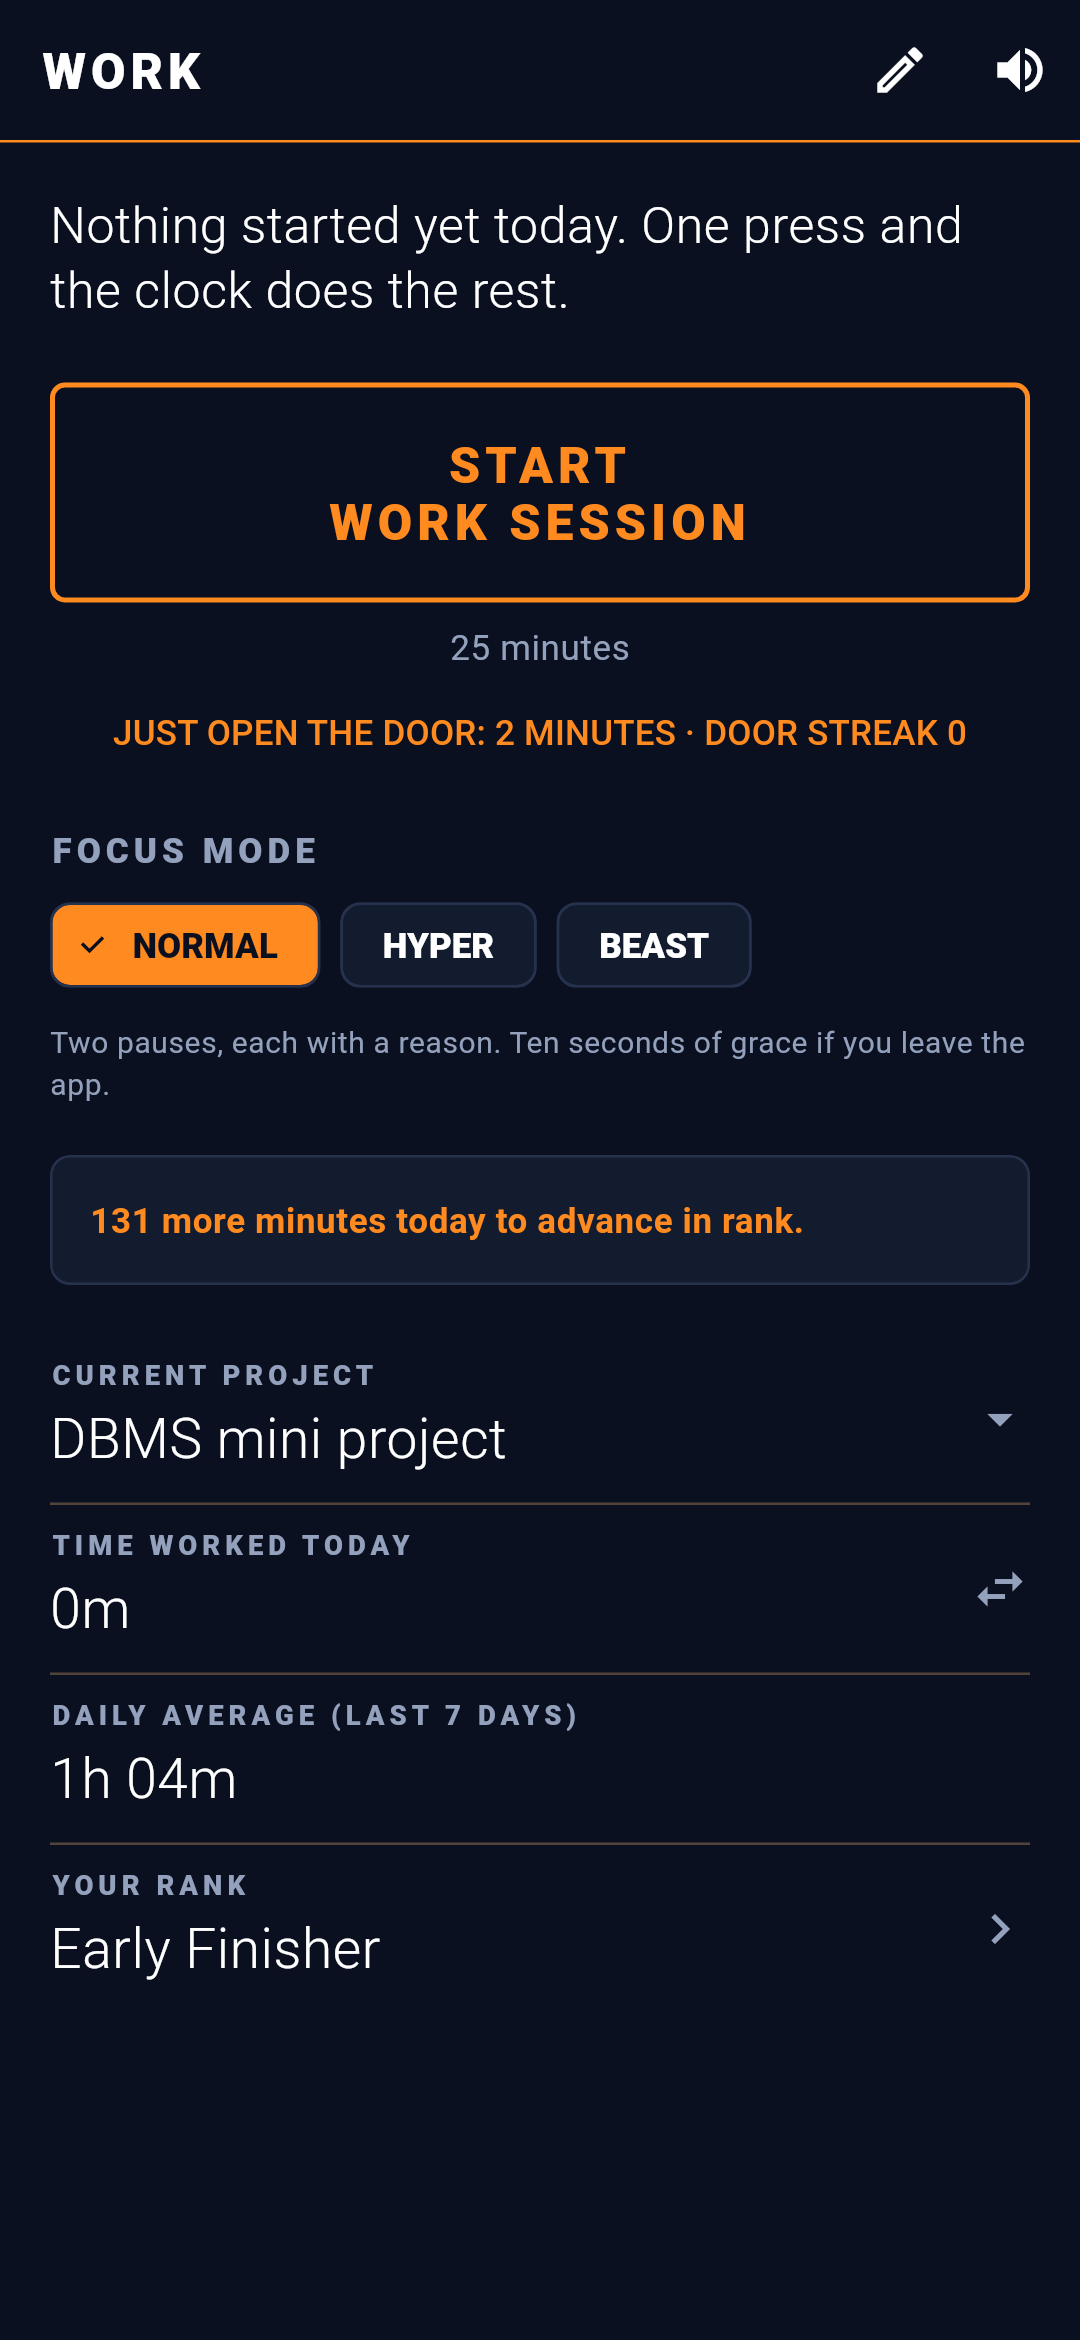 WORK
Nothing started yet today. One press and
the clock does the rest.
START
WORK SESSION
25 minutes
JUST OPEN THE DOOR: 2 MINUTES · DOOR STREAK 0
FOCUS MODE
NORMAL
HYPER
BEAST
Two pauses, each with a reason. Ten seconds of grace if you leave the
app.
131 more minutes today to advance in rank.
CURRENT PROJECT
DBMS mini project
TIME WORKED TODAY
0m
DAILY AVERAGE (LAST 7 DAYS)
1h 04m
YOUR RANK
Early Finisher